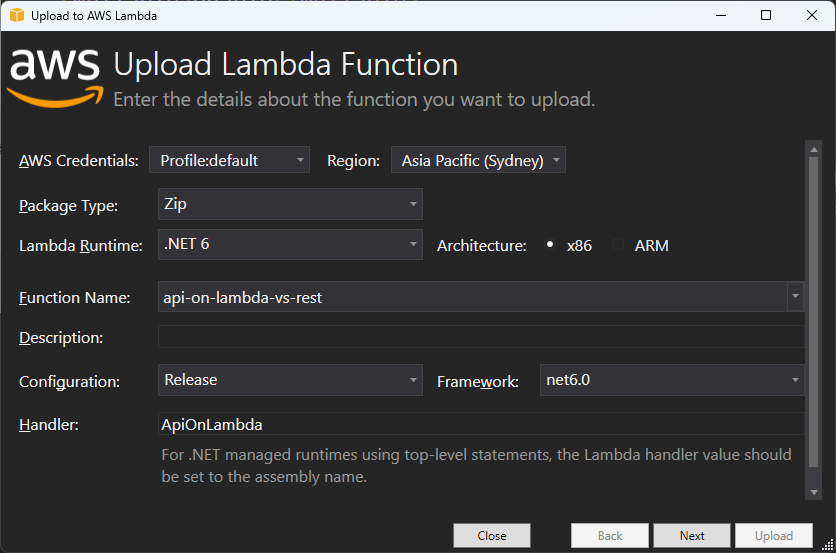 Upload to AWS Lambda
aws Upload Lambda Function
Enter the details about the function you want to upload.
AWS Credentials: Profile:default Region: Asia Pacific (Sydney)
Package Type: Zip
Lambda Runtime: .NET 6 Architecture: x86 ARM
Function Name: api-on-lambda-vs-rest
Description:
Configuration: Release Framework: net6.0
Handler: ApiOnLambda
For .NET managed runtimes using top-level statements, the Lambda handler value should
be set to the assembly name.
Close Back Next Upload